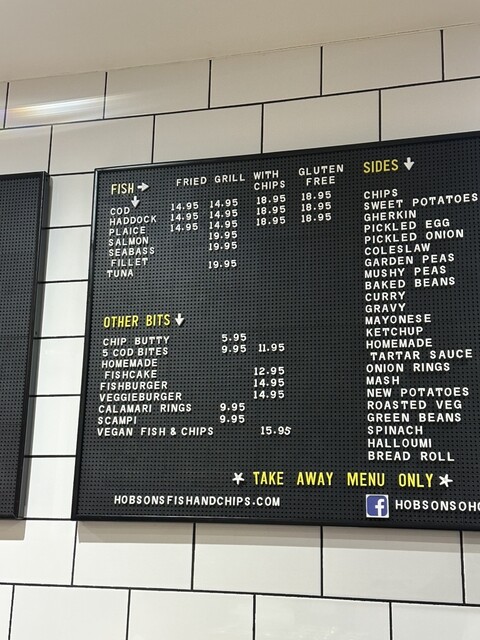 FISH → FRIED GRILL WITH CHIPS GLUTEN FREE
COD 14.95 14.95 18.95 18.95
HADDOCK 14.95 14.95 18.95 18.95
PLAICE 14.95 14.95 18.95 18.95
SALMON 19.95
SEABASS 19.95
FILLET
TUNA 19.95
OTHER BITS ↓
CHIP BUTTY 5.95
5 COD BITES 9.95 11.95
HOMEMADE
FISHCAKE 12.95
FISHBURGER 14.95
VEGGIEBURGER 14.95
CALAMARI RINGS 9.95
SCAMPI 9.95
VEGAN FISH & CHIPS 15.95
SIDES ↓
CHIPS
SWEET POTATOES
GHERKIN
PICKLED EGG
PICKLED ONION
COLESLAW
GARDEN PEAS
MUSHY PEAS
BAKED BEANS
CURRY
GRAVY
MAYONESE
KETCHUP
HOMEMADE
TARTAR SAUCE
ONION RINGS
MASH
NEW POTATOES
ROASTED VEG
GREEN BEANS
SPINACH
HALLOUMI
BREAD ROLL
★ TAKE AWAY MENU ONLY ★
HOBSONSFISHANDCHIPS.COM
f HOBSONSOHO